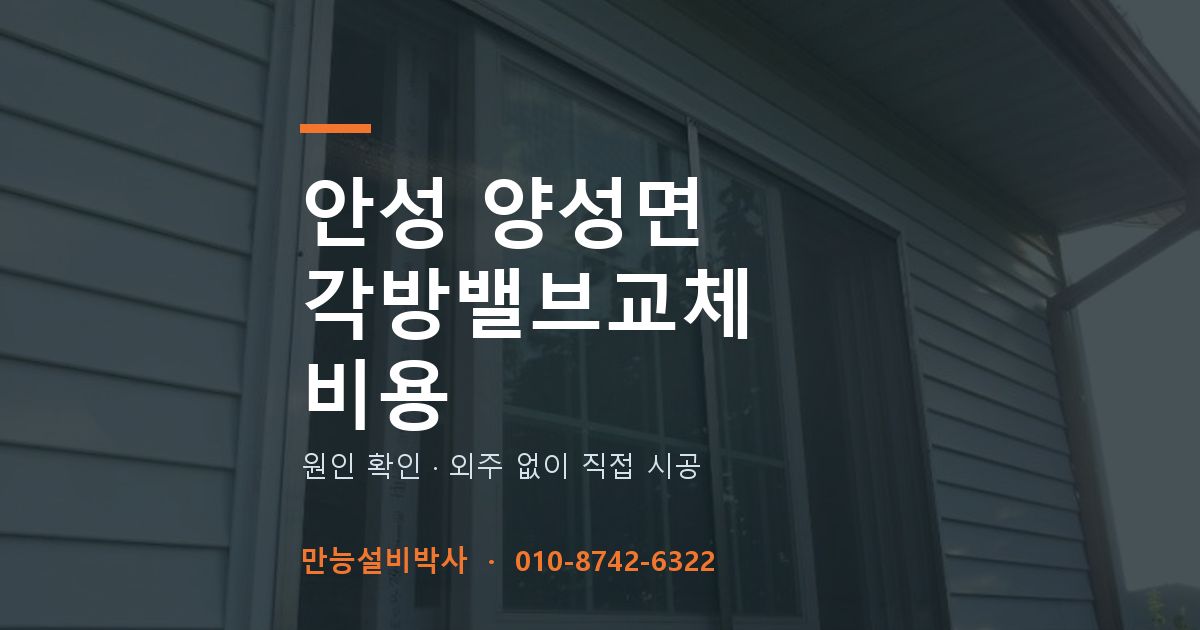 안성 양성면
각방밸브교체
비용
원인 확인 · 외주 없이 직접 시공
만능설비박사 · 010-8742-6322